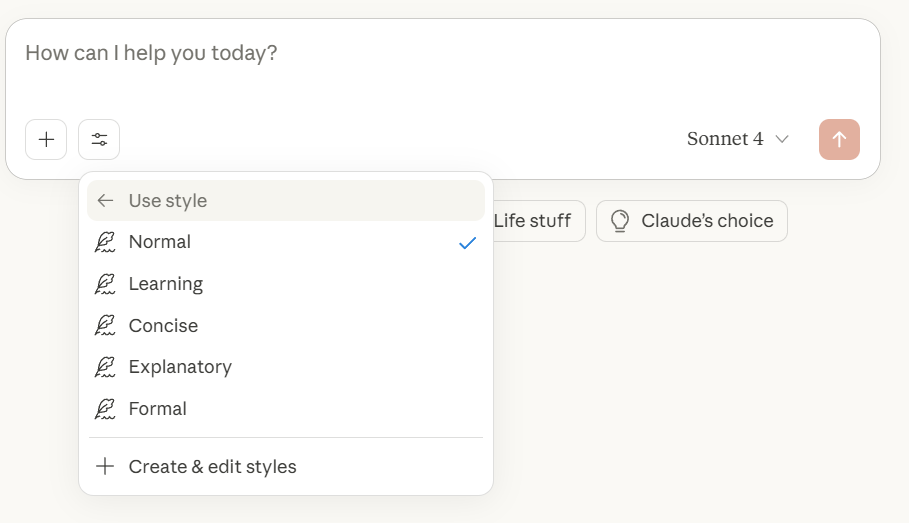 How can I help you today?
Sonnet 4
Use style
Normal
Learning
Concise
Explanatory
Formal
Create & edit styles
Life stuff
Claude’s choice